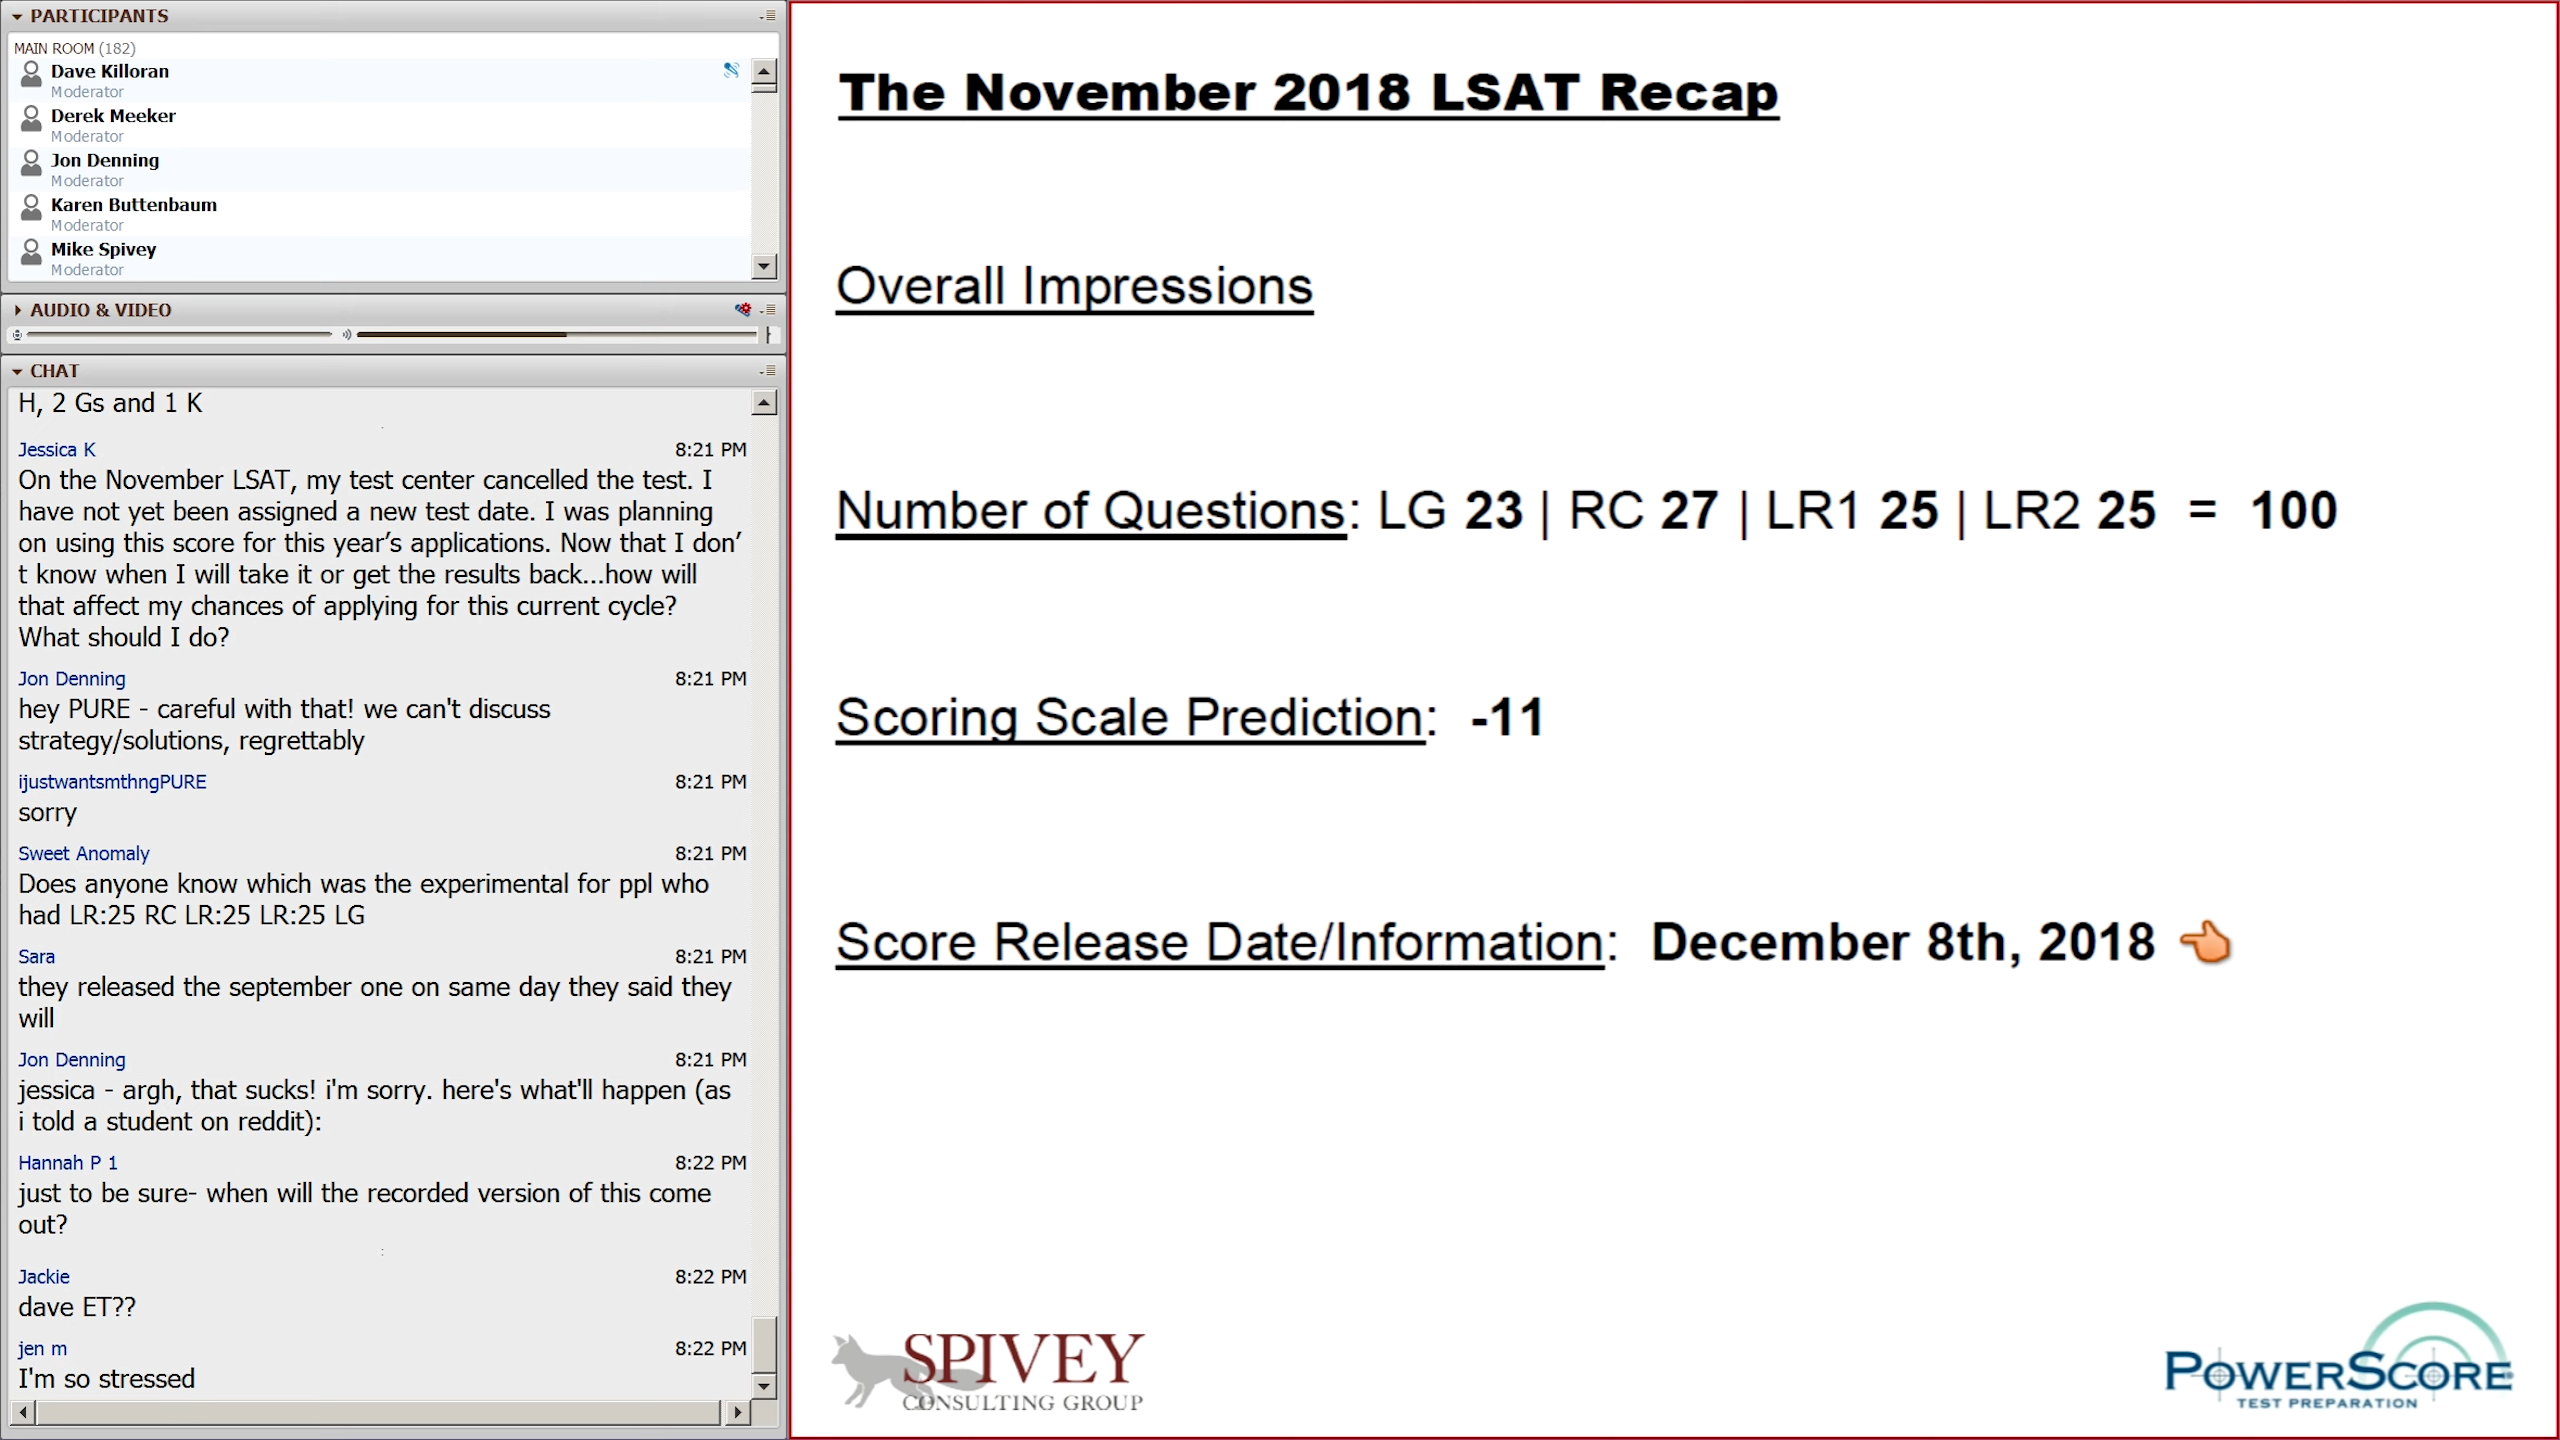 PARTICIPANTS
MAIN ROOM (182)
Dave Killoran
Moderator
Derek Meeker
Moderator
Jon Denning
Moderator
Karen Buttenbaum
Moderator
Mike Spivey
Moderator
AUDIO & VIDEO
CHAT
H, 2 Gs and 1 K
Jessica K 8:21 PM
On the November LSAT, my test center cancelled the test. I
have not yet been assigned a new test date. I was planning
on using this score for this year’s applications. Now that I don’
t know when I will take it or get the results back...how will
that affect my chances of applying for this current cycle?
What should I do?
Jon Denning 8:21 PM
hey PURE - careful with that! we can't discuss
strategy/solutions, regrettably
ijustwantsmthngPURE 8:21 PM
sorry
Sweet Anomaly 8:21 PM
Does anyone know which was the experimental for ppl who
had LR:25 RC LR:25 LR:25 LG
Sara 8:21 PM
they released the september one on same day they said they
will
Jon Denning 8:21 PM
jessica - argh, that sucks! i'm sorry. here's what'll happen (as
i told a student on reddit):
Hannah P 1 8:22 PM
just to be sure- when will the recorded version of this come
out?
Jackie 8:22 PM
dave ET??
jen m 8:22 PM
I'm so stressed
The November 2018 LSAT Recap
Overall Impressions
Number of Questions: LG 23 | RC 27 | LR1 25 | LR2 25 = 100
Scoring Scale Prediction: -11
Score Release Date/Information: December 8th, 2018
SPIVEY
CONSULTING GROUP
POWERSCORE
TEST PREPARATION